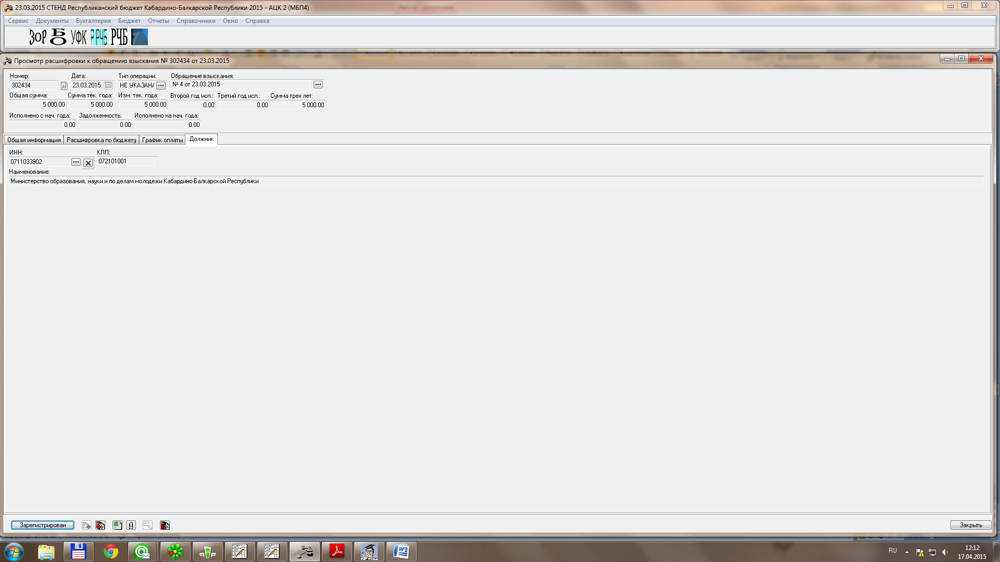 23.03.2015 СТЕНД Республиканский бюджет Кабардино-Балкарской Республики 2015 - АЦК 2 (МБП4)
Сервис Документы Бухгалтерия Бюджет Отчеты Справочники Окно Справка
ЗОР Б О УФК РРЧБ РЧБ
Просмотр расшифровки к обращению взыскания № 302434 от 23.03.2015
Номер: Дата: Тип операции: Обращение взыскания:
302434 23.03.2015 15 НЕ УКАЗАНА № 4 от 23.03.2015
Общая сумма: Сумма тек. года: Изм. тек. года: Второй год исп.: Третий год исп.: Сумма трех лет:
5 000.00 5 000.00 5 000.00 0.00 0.00 5 000.00
Исполнено с нач. года: Задолженность: Исполнено на нач. года:
0.00 0.00 0.00
Общая информация Расшифровка по бюджету График оплаты Должник
ИНН: КПП:
0711033902 072101001
Наименование:
Министерство образования, науки и по делам молодежи Кабардино-Балкарской Республики
Зарегистрирован Закрыть
RU 12:12
17.04.2015